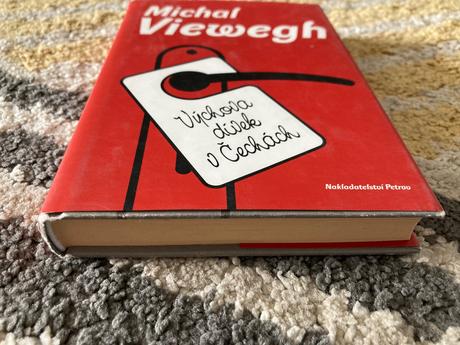 Michal
Viewegh
Výchova
dívek
v Čechách
Nakladatelství Petrov